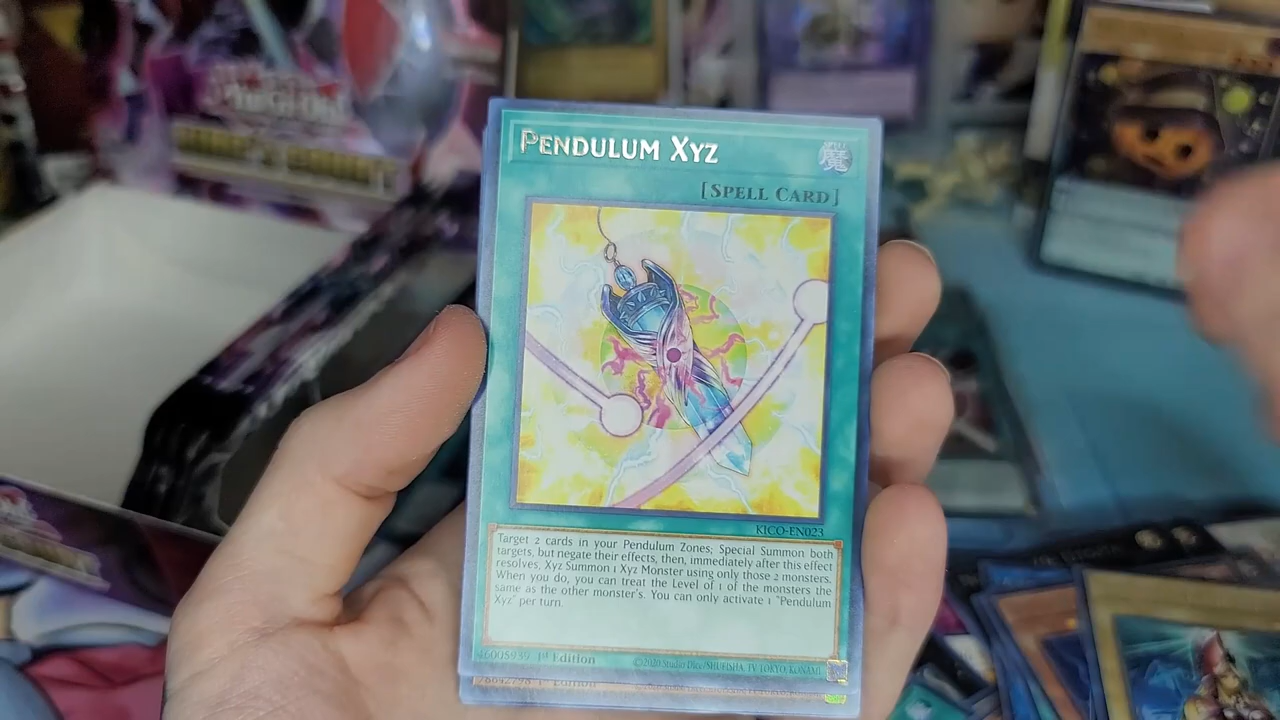 PENDULUM XYZ
魔
[SPELL CARD]
KICO-EN023
Target 2 cards in your Pendulum Zones; Special Summon both
targets, but negate their effects, then, immediately after this effect
resolves, Xyz Summon 1 Xyz Monster using only those 2 monsters.
When you do, you can treat the Level of 1 of the monsters the
same as the other monster's. You can only activate 1 "Pendulum
Xyz" per turn.
1st Edition
©2020 Studio Dice/SHUEISHA, TV TOKYO, KONAMI
Edition